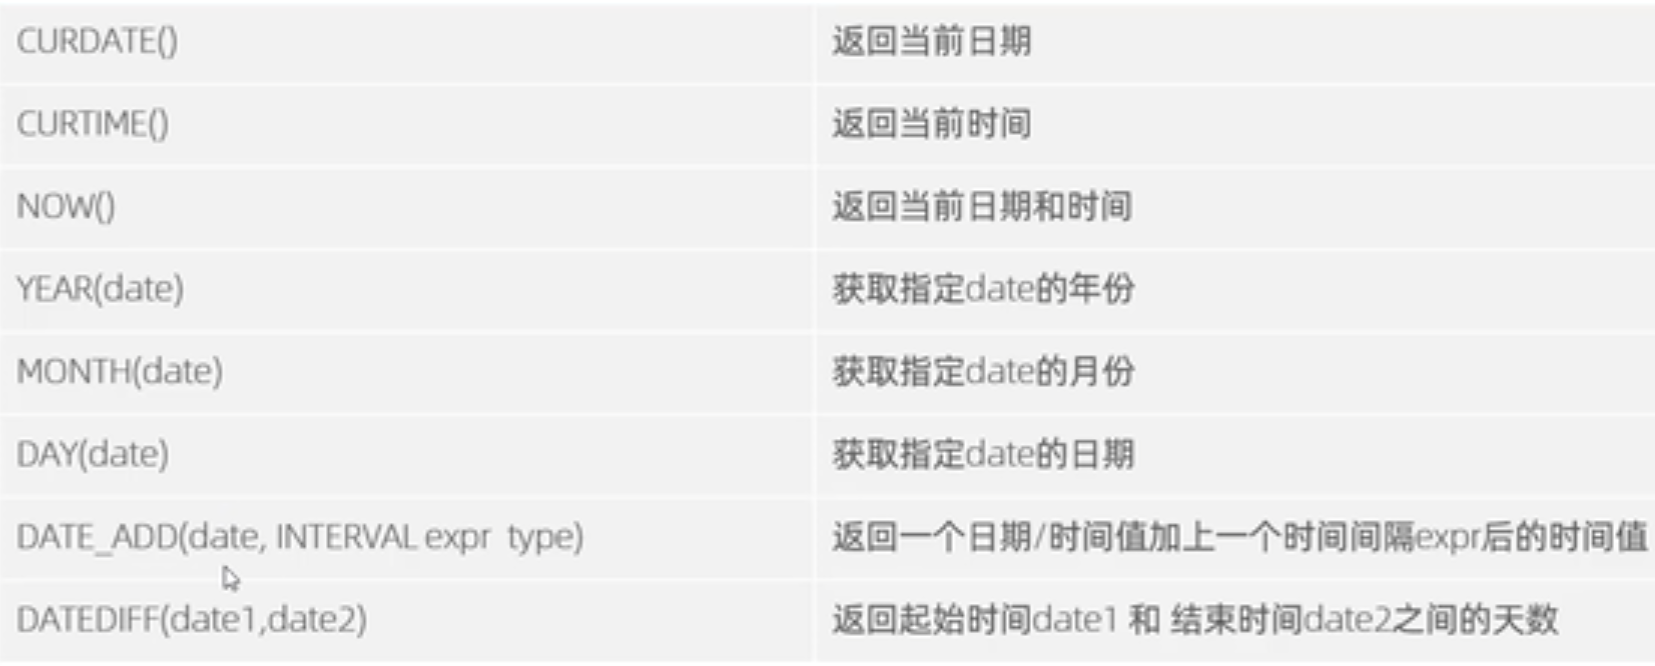 CURDATE() 返回当前日期
CURTIME() 返回当前时间
NOW() 返回当前日期和时间
YEAR(date) 获取指定date的年份
MONTH(date) 获取指定date的月份
DAY(date) 获取指定date的日期
DATE_ADD(date, INTERVAL expr type) 返回一个日期/时间值加上一个时间间隔expr后的时间值
DATEDIFF(date1,date2) 返回起始时间date1 和 结束时间date2之间的天数